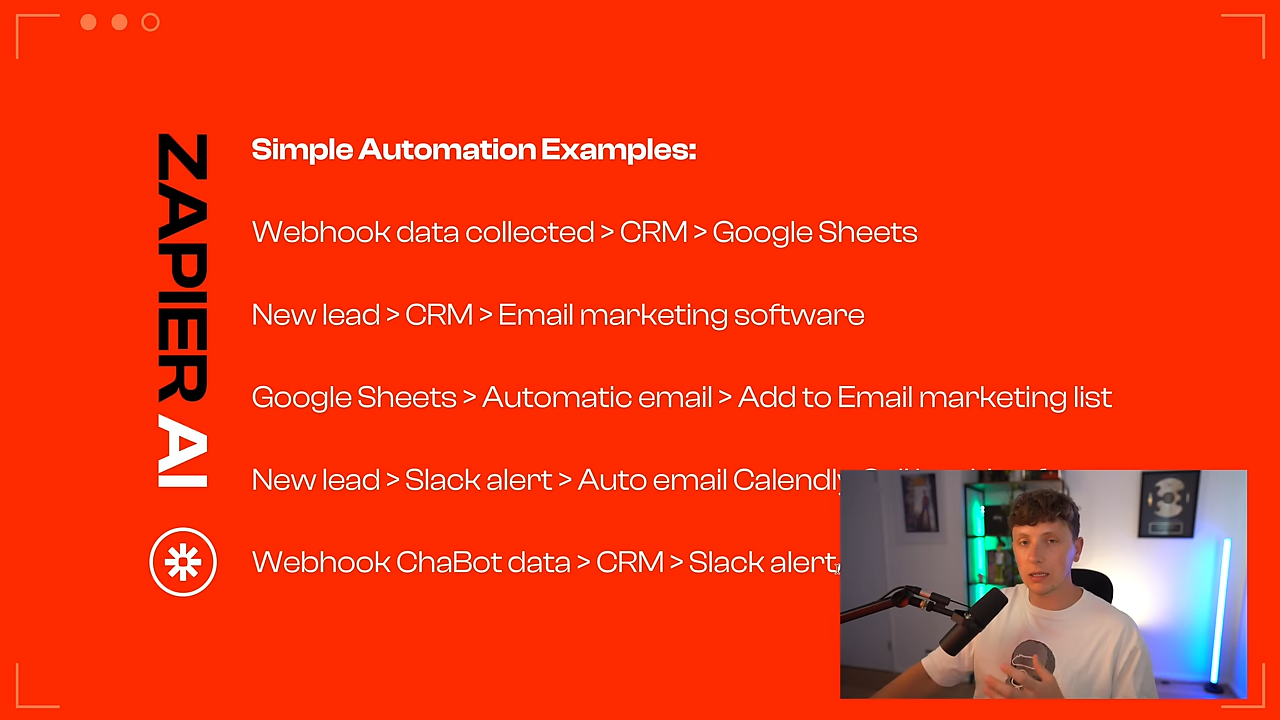 ZAPIER AI
Simple Automation Examples:
Webhook data collected > CRM > Google Sheets
New lead > CRM > Email marketing software
Google Sheets > Automatic email > Add to Email marketing list
New lead > Slack alert > Auto email Calendly
Webhook ChaBot data > CRM > Slack alert